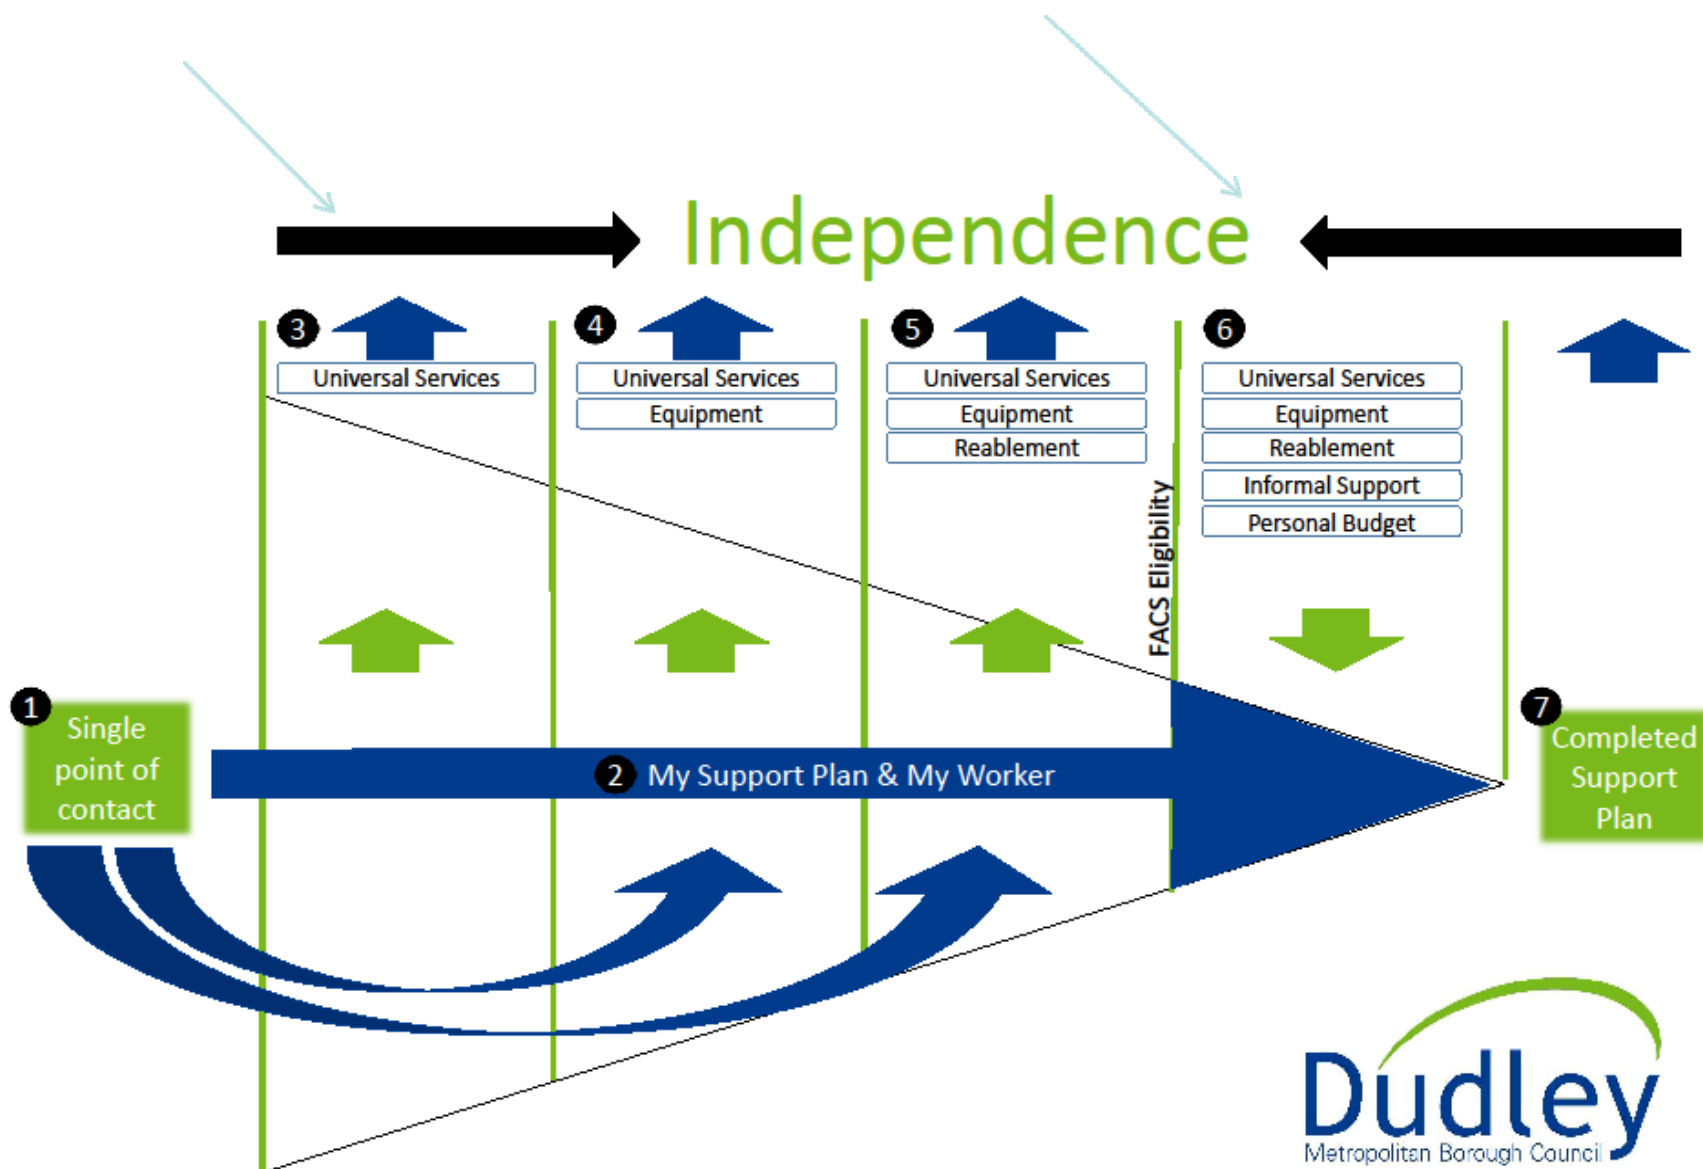 Independence
3
Universal Services
4
Universal Services
Equipment
5
Universal Services
Equipment
Reablement
6
Universal Services
Equipment
Reablement
Informal Support
Personal Budget
FACS Eligibility
1
Single
point of
contact
2 My Support Plan & My Worker
7
Completed
Support
Plan
Dudley
Metropolitan Borough Council